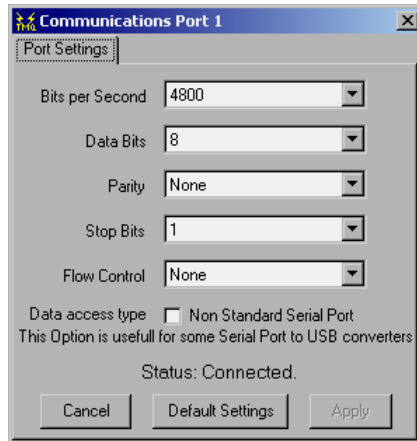 TMQ Communications Port 1
Port Settings
Bits per Second 4800
Data Bits 8
Parity None
Stop Bits 1
Flow Control None
Data access type Non Standard Serial Port
This Option is usefull for some Serial Port to USB converters
Status: Connected.
Cancel Default Settings Apply